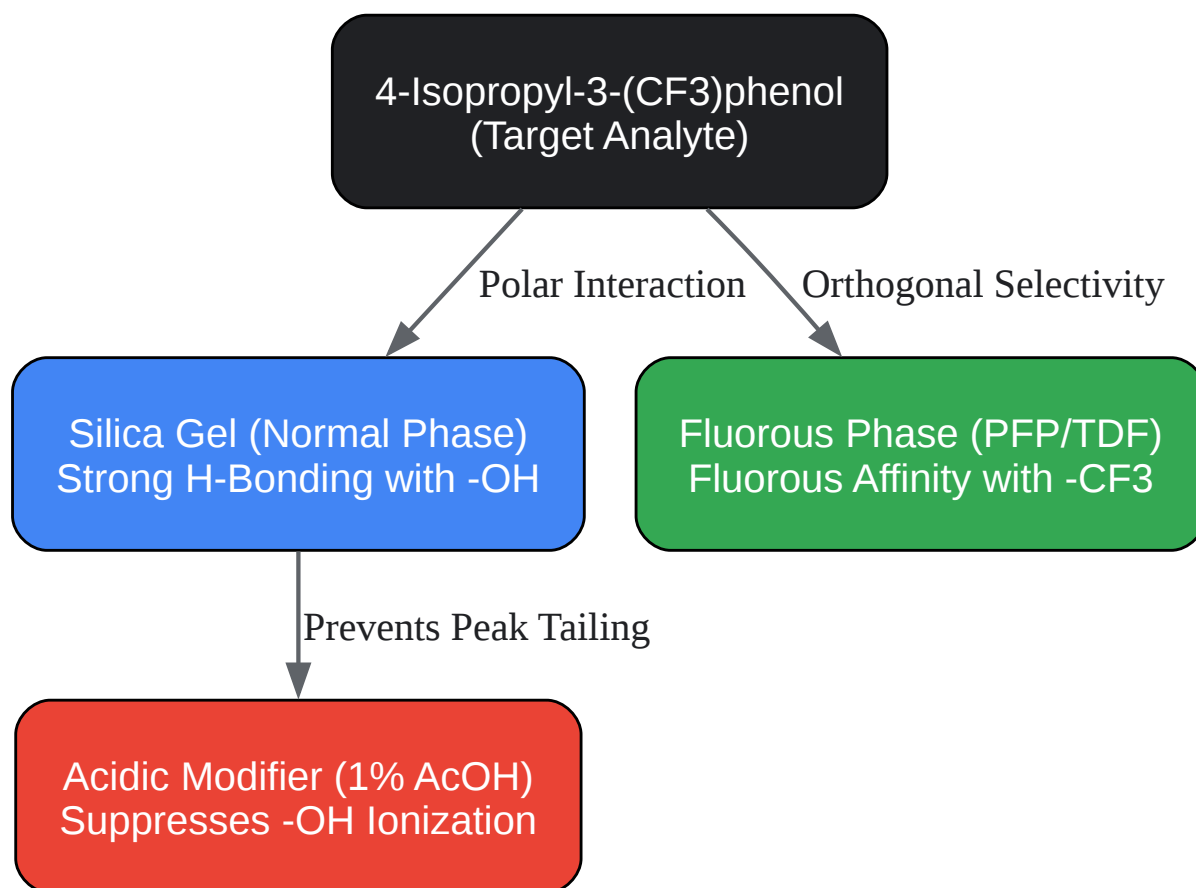 4-Isopropyl-3-(CF3)phenol
(Target Analyte)
Polar Interaction
Orthogonal Selectivity
Silica Gel (Normal Phase)
Strong H-Bonding with -OH
Fluorous Phase (PFP/TDF)
Fluorous Affinity with -CF3
Prevents Peak Tailing
Acidic Modifier (1% AcOH)
Suppresses -OH Ionization